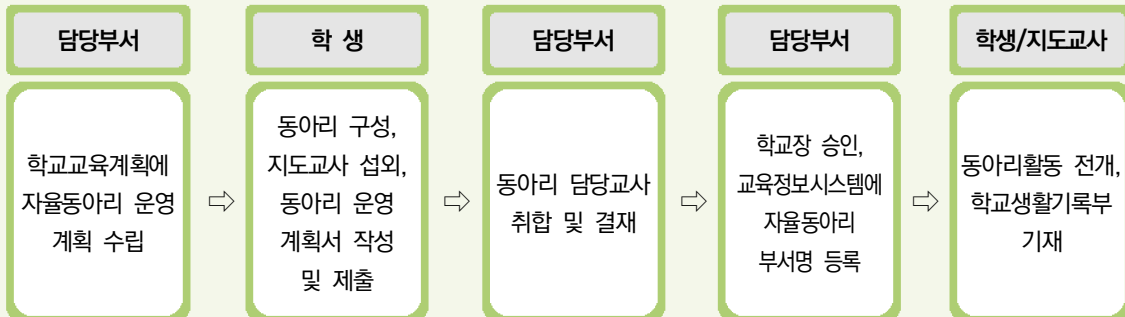 담당부서
학교교육계획에
자율동아리 운영
계획 수립
⇨
학 생
동아리 구성,
지도교사 섭외,
동아리 운영
계획서 작성
및 제출
⇨
담당부서
동아리 담당교사
취합 및 결재
⇨
담당부서
학교장 승인,
교육정보시스템에
자율동아리
부서명 등록
⇨
학생/지도교사
동아리활동 전개,
학교생활기록부
기재